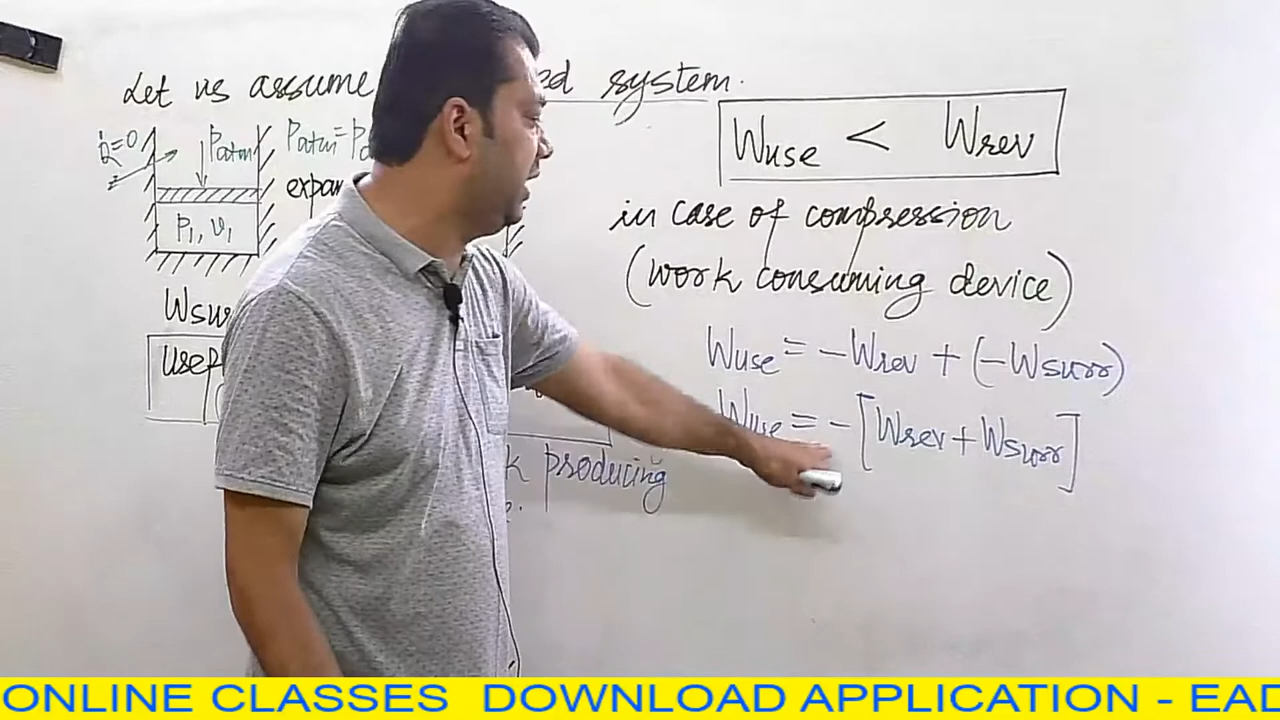 Let us assume ed system.
Q̇=0
Patm
Patm=P
expan
P1, v1
Wsur
Usef
k producing
Wuse < Wrev
in case of compression
(work consuming device)
Wuse = -Wrev + (-Wsurr)
Wuse = - [Wrev + Wsurr]
ONLINE CLASSES DOWNLOAD APPLICATION - EAD